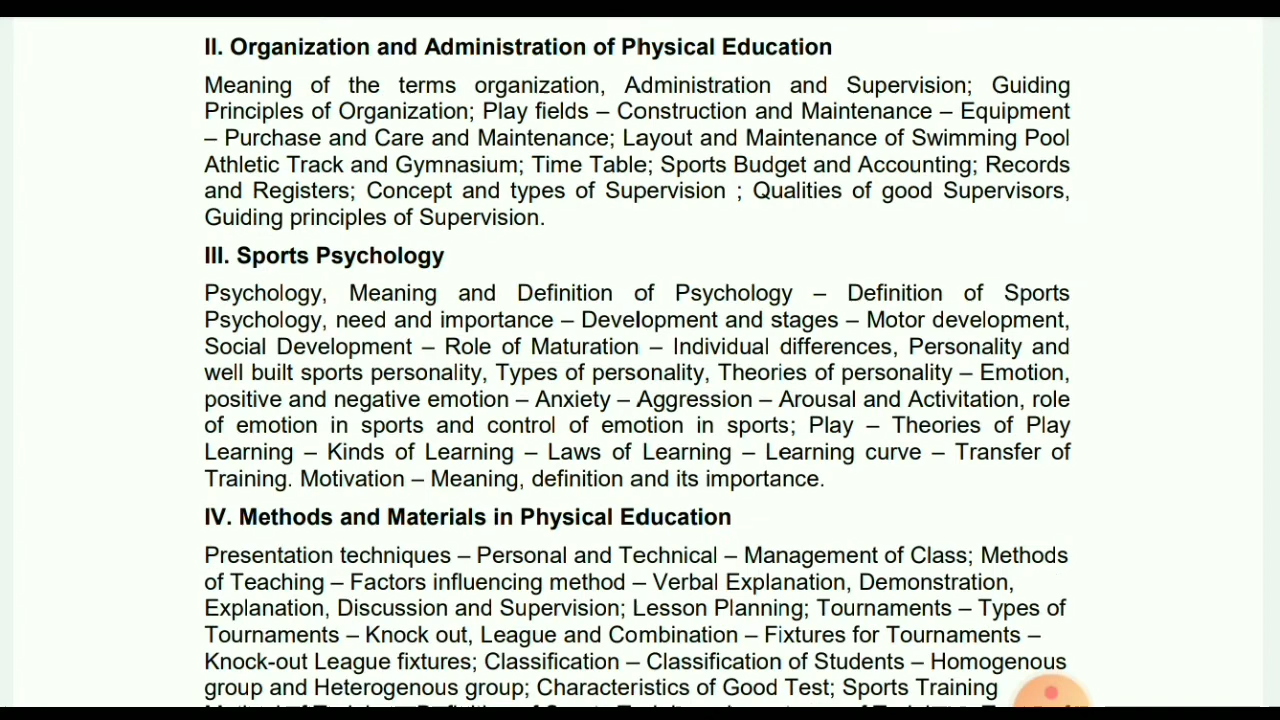 II. Organization and Administration of Physical Education
Meaning of the terms organization, Administration and Supervision; Guiding
Principles of Organization; Play fields – Construction and Maintenance – Equipment
– Purchase and Care and Maintenance; Layout and Maintenance of Swimming Pool
Athletic Track and Gymnasium; Time Table; Sports Budget and Accounting; Records
and Registers; Concept and types of Supervision ; Qualities of good Supervisors,
Guiding principles of Supervision.
III. Sports Psychology
Psychology, Meaning and Definition of Psychology – Definition of Sports
Psychology, need and importance – Development and stages – Motor development,
Social Development – Role of Maturation – Individual differences, Personality and
well built sports personality, Types of personality, Theories of personality – Emotion,
positive and negative emotion – Anxiety – Aggression – Arousal and Activitation, role
of emotion in sports and control of emotion in sports; Play – Theories of Play
Learning – Kinds of Learning – Laws of Learning – Learning curve – Transfer of
Training. Motivation – Meaning, definition and its importance.
IV. Methods and Materials in Physical Education
Presentation techniques – Personal and Technical – Management of Class; Methods
of Teaching – Factors influencing method – Verbal Explanation, Demonstration,
Explanation, Discussion and Supervision; Lesson Planning; Tournaments – Types of
Tournaments – Knock out, League and Combination – Fixtures for Tournaments –
Knock-out League fixtures; Classification – Classification of Students – Homogenous
group and Heterogenous group; Characteristics of Good Test; Sports Training